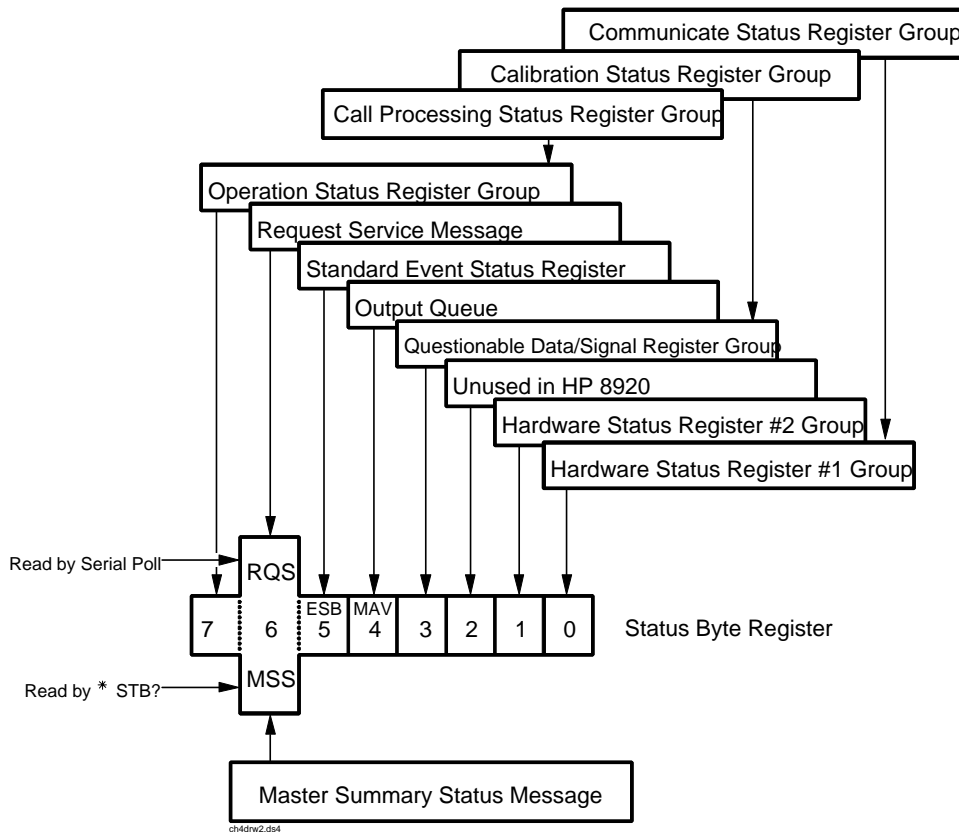 Communicate Status Register Group
Calibration Status Register Group
Call Processing Status Register Group
Operation Status Register Group
Request Service Message
Standard Event Status Register
Output Queue
Questionable Data/Signal Register Group
Unused in HP 8920
Hardware Status Register #2 Group
Hardware Status Register #1 Group
Read by Serial Poll
RQS
ESB MAV
7 6 5 4 3 2 1 0 Status Byte Register
MSS
Read by * STB?
Master Summary Status Message
ch4drw2.ds4